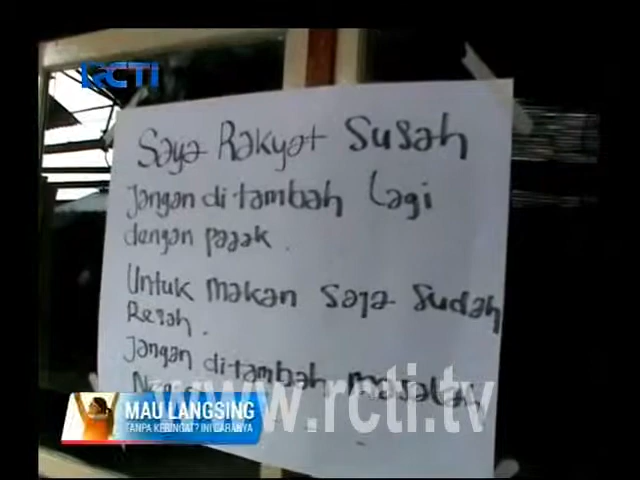 RCTI
Saya Rakyat Susah
Jangan di tambah Lagi
dengan pajak.
Untuk makan saja sudah
Resah.
Jangan di tambah masalah
www.rcti.tv
MAU LANGSING
TANPA KERINGAT? INI CARANYA